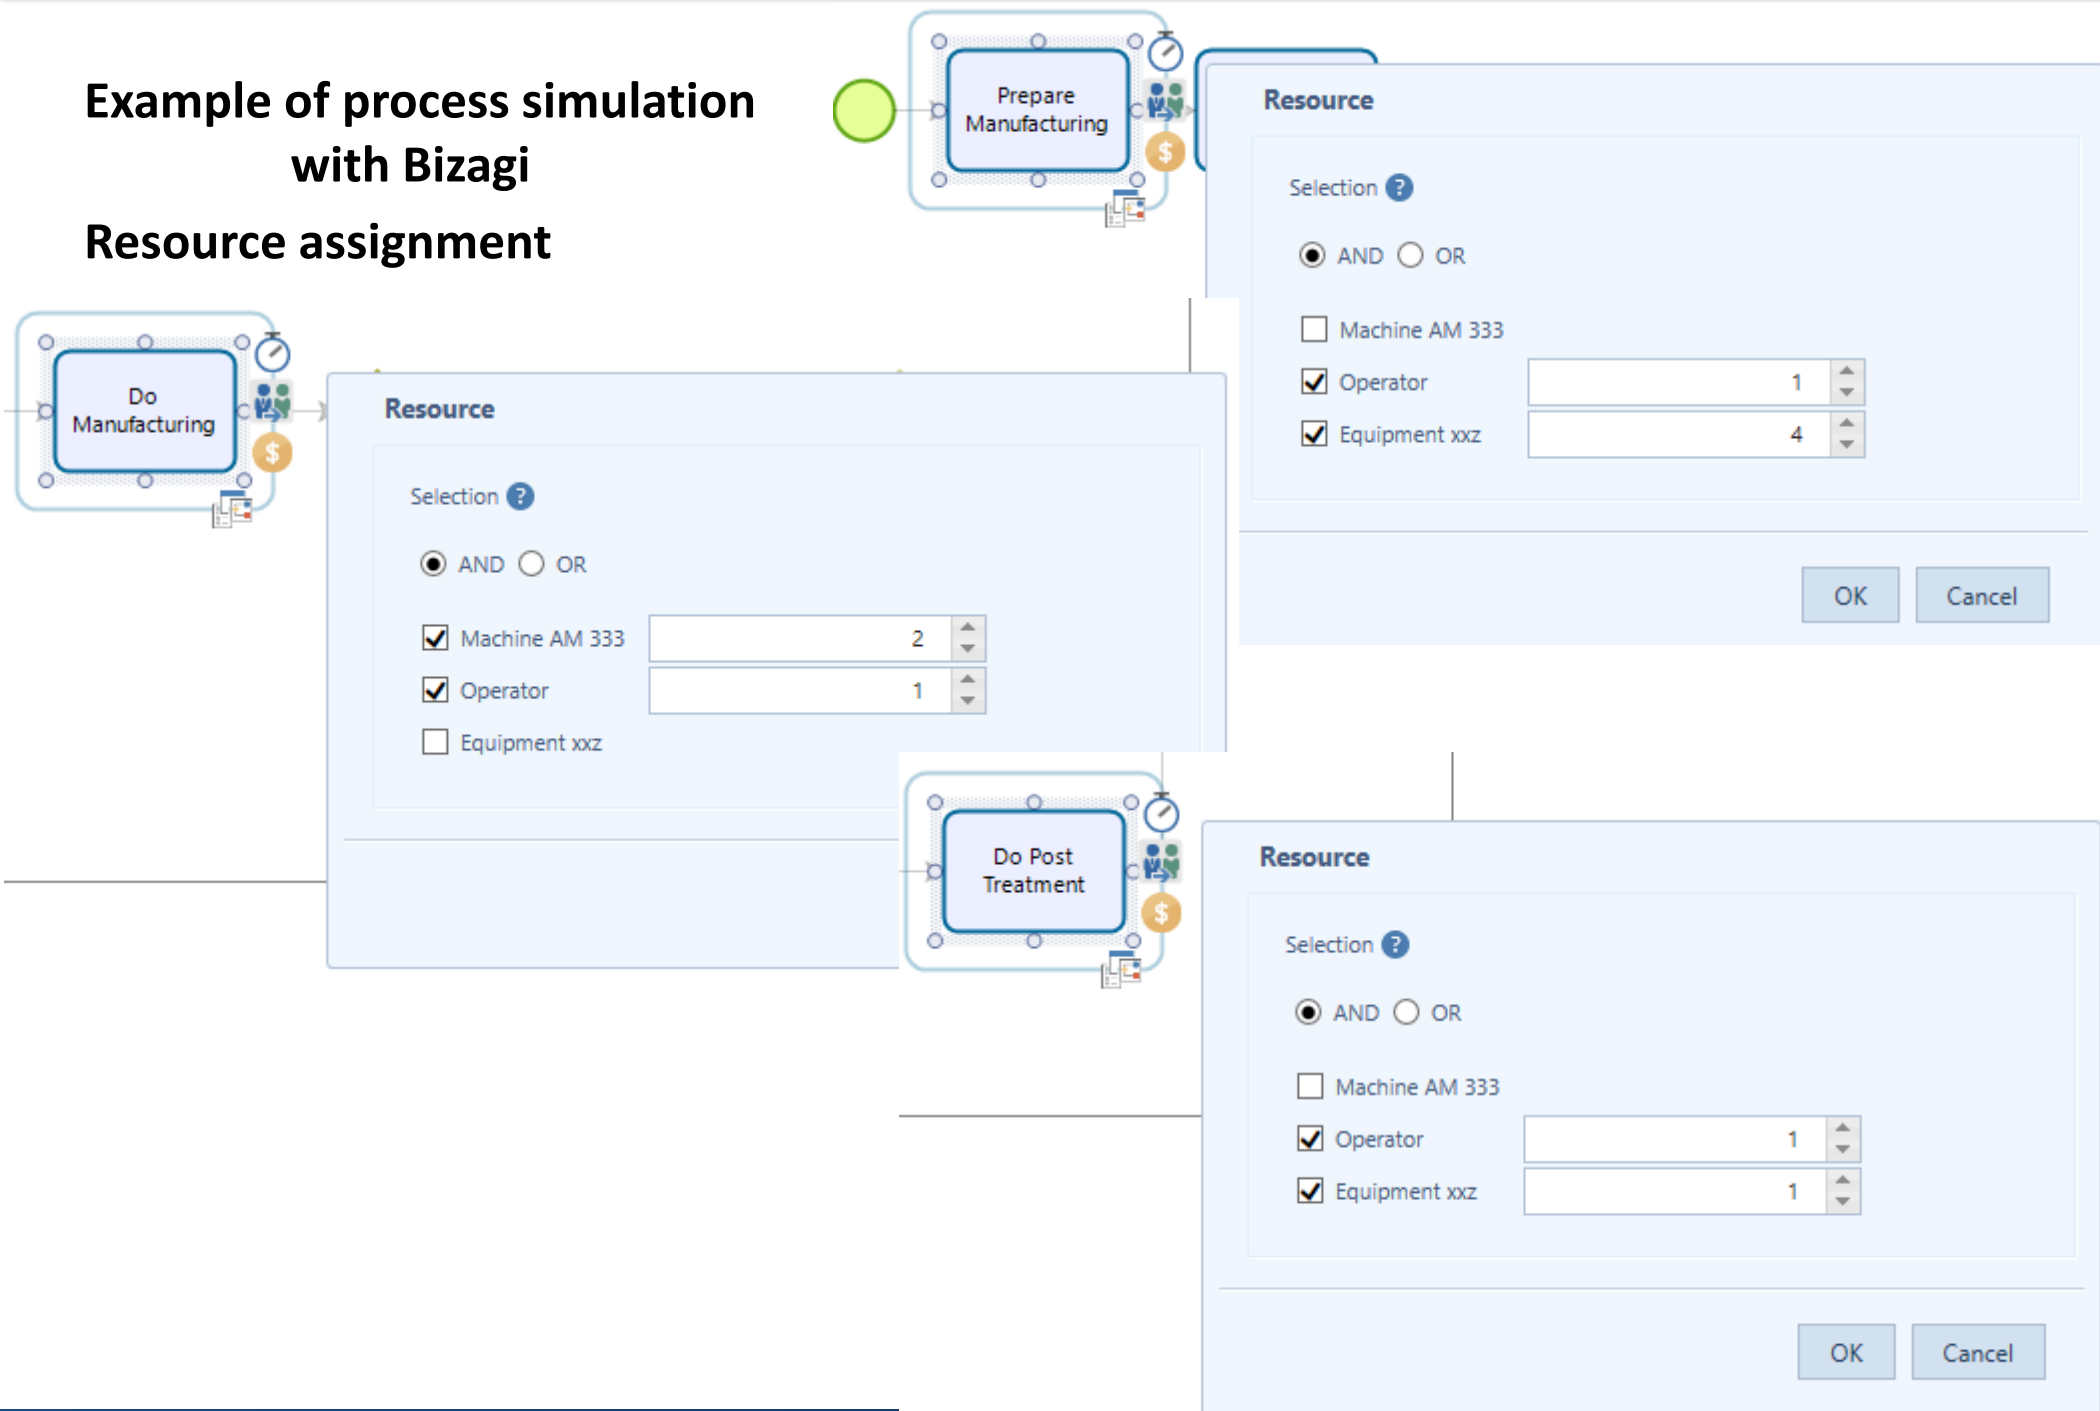 Example of process simulation
with Bizagi
Resource assignment
Prepare
Manufacturing
$
Resource
Selection ?
AND OR
Machine AM 333
Operator 1
Equipment xxz 4
OK Cancel
Do
Manufacturing
$
Resource
Selection ?
AND OR
Machine AM 333 2
Operator 1
Equipment xxz
Do Post
Treatment
$
Resource
Selection ?
AND OR
Machine AM 333
Operator 1
Equipment xxz 1
OK Cancel